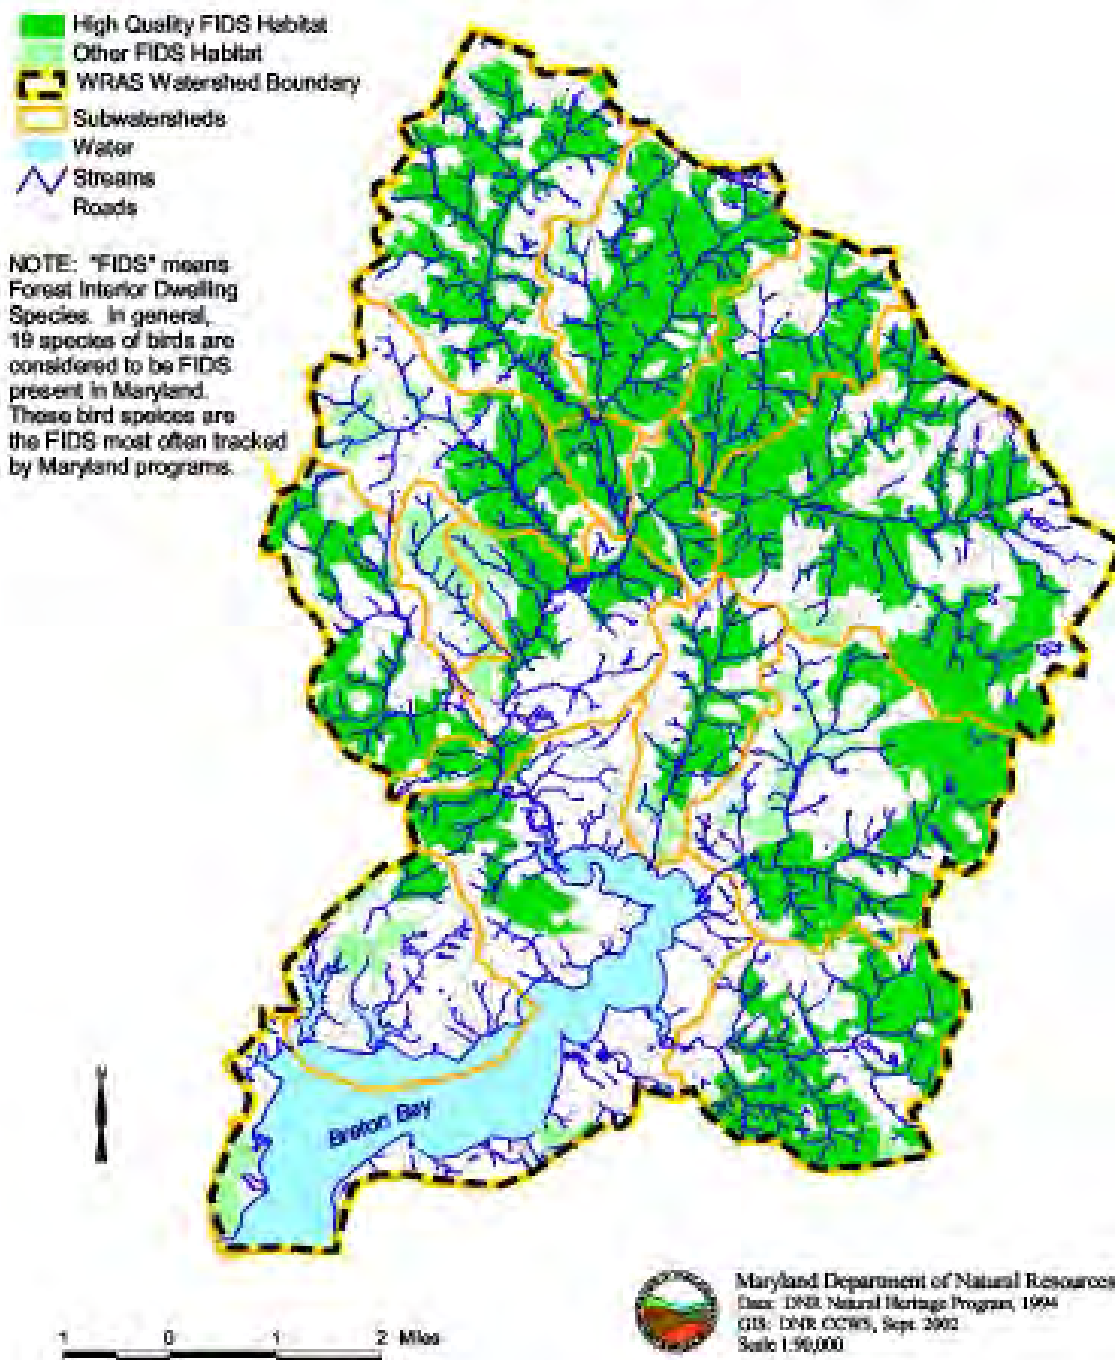 High Quality FIDS Habitat
Other FIDS Habitat
WRAS Watershed Boundary
Subwatersheds
Water
Streams
Roads
NOTE: "FIDS" means
Forest Interior Dwelling
Species. In general,
19 species of birds are
considered to be FIDS
present in Maryland.
These bird speices are
the FIDS most often tracked
by Maryland programs.
Breton Bay
N
1 0 1 2 Miles
Maryland Department of Natural Resources
Data: DNR Natural Heritage Program, 1994
GIS: DNR CCWS, Sept. 2002
Scale 1:90,000